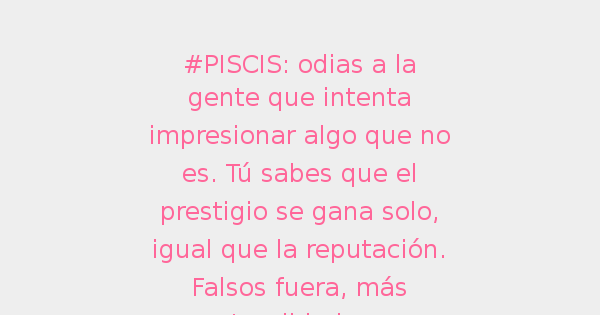 #PISCIS: odias a la
gente que intenta
impresionar algo que no
es. Tú sabes que el
prestigio se gana solo,
igual que la reputación.
Falsos fuera, más